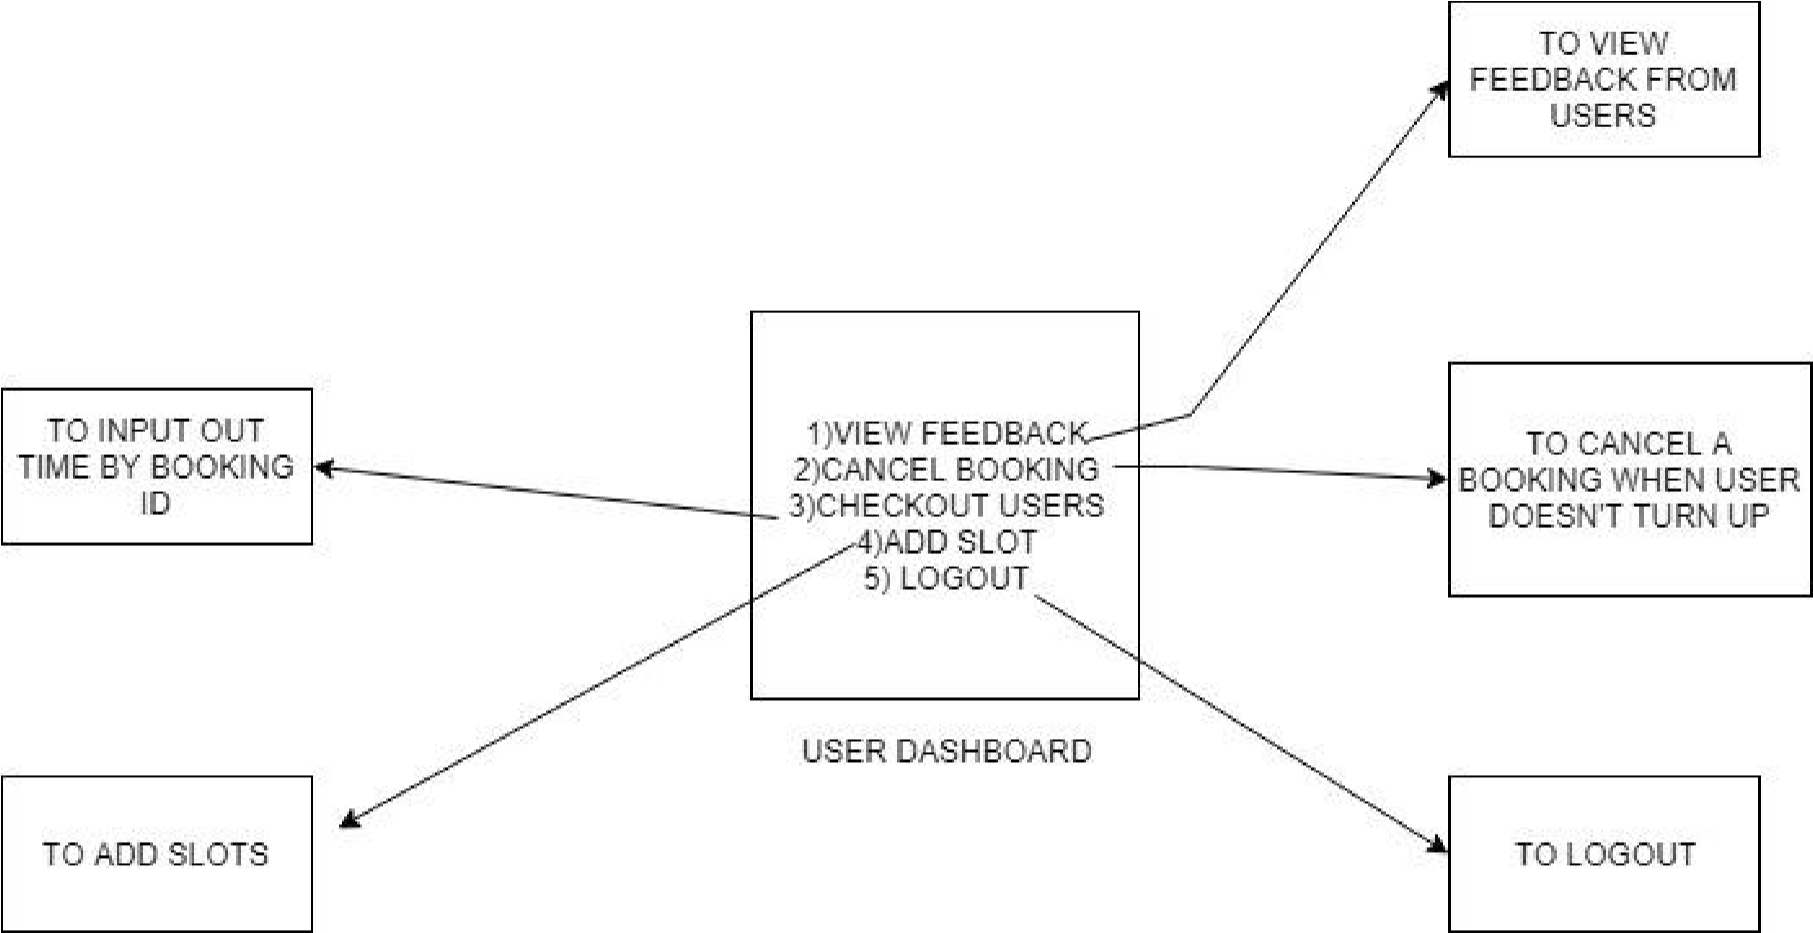 TO VIEW
FEEDBACK FROM
USERS
TO INPUT OUT
TIME BY BOOKING
ID
1)VIEW FEEDBACK
2)CANCEL BOOKING
3)CHECKOUT USERS
4)ADD SLOT
5) LOGOUT
TO CANCEL A
BOOKING WHEN USER
DOESN'T TURN UP
USER DASHBOARD
TO ADD SLOTS
TO LOGOUT